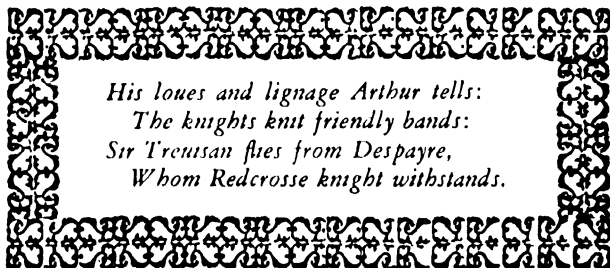 His loues and lignage Arthur tells:
The knights knit friendly bands:
Sir Treuisan flies from Despayre,
Whom Redcrosse knight withstands.